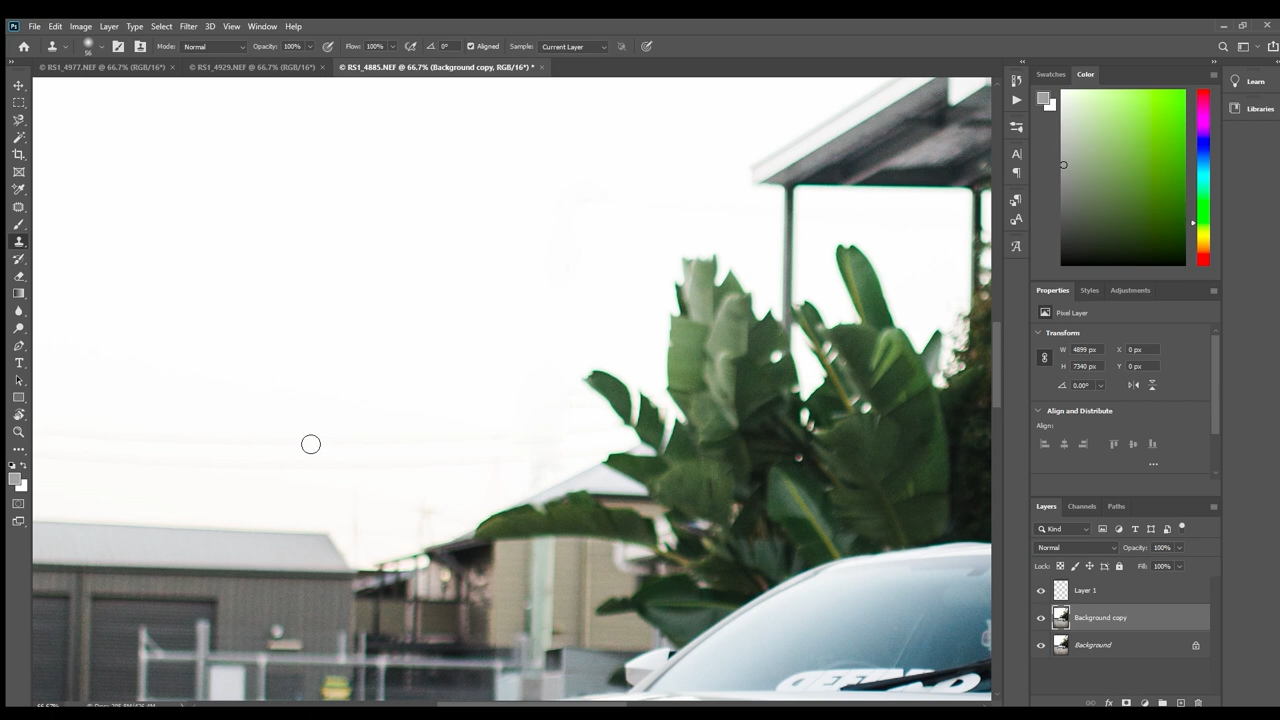 Ps File Edit Image Layer Type Select Filter 3D View Window Help
56 Mode: Normal Opacity: 100% Flow: 100% 0° Aligned Sample: Current Layer
© RS1_4977.NEF @ 66.7% (RGB/16*) × © RS1_4929.NEF @ 66.7% (RGB/16*) × © RS1_4885.NEF @ 66.7% (Background copy, RGB/16*) * ×
Swatches Color
Learn
Libraries
Properties Styles Adjustments
Pixel Layer
Transform
W 4899 px X 0 px
H 7340 px Y 0 px
0.00°
Align and Distribute
Align:
Layers Channels Paths
Kind
Normal Opacity: 100%
Lock: Fill: 100%
Layer 1
Background copy
Background
fx